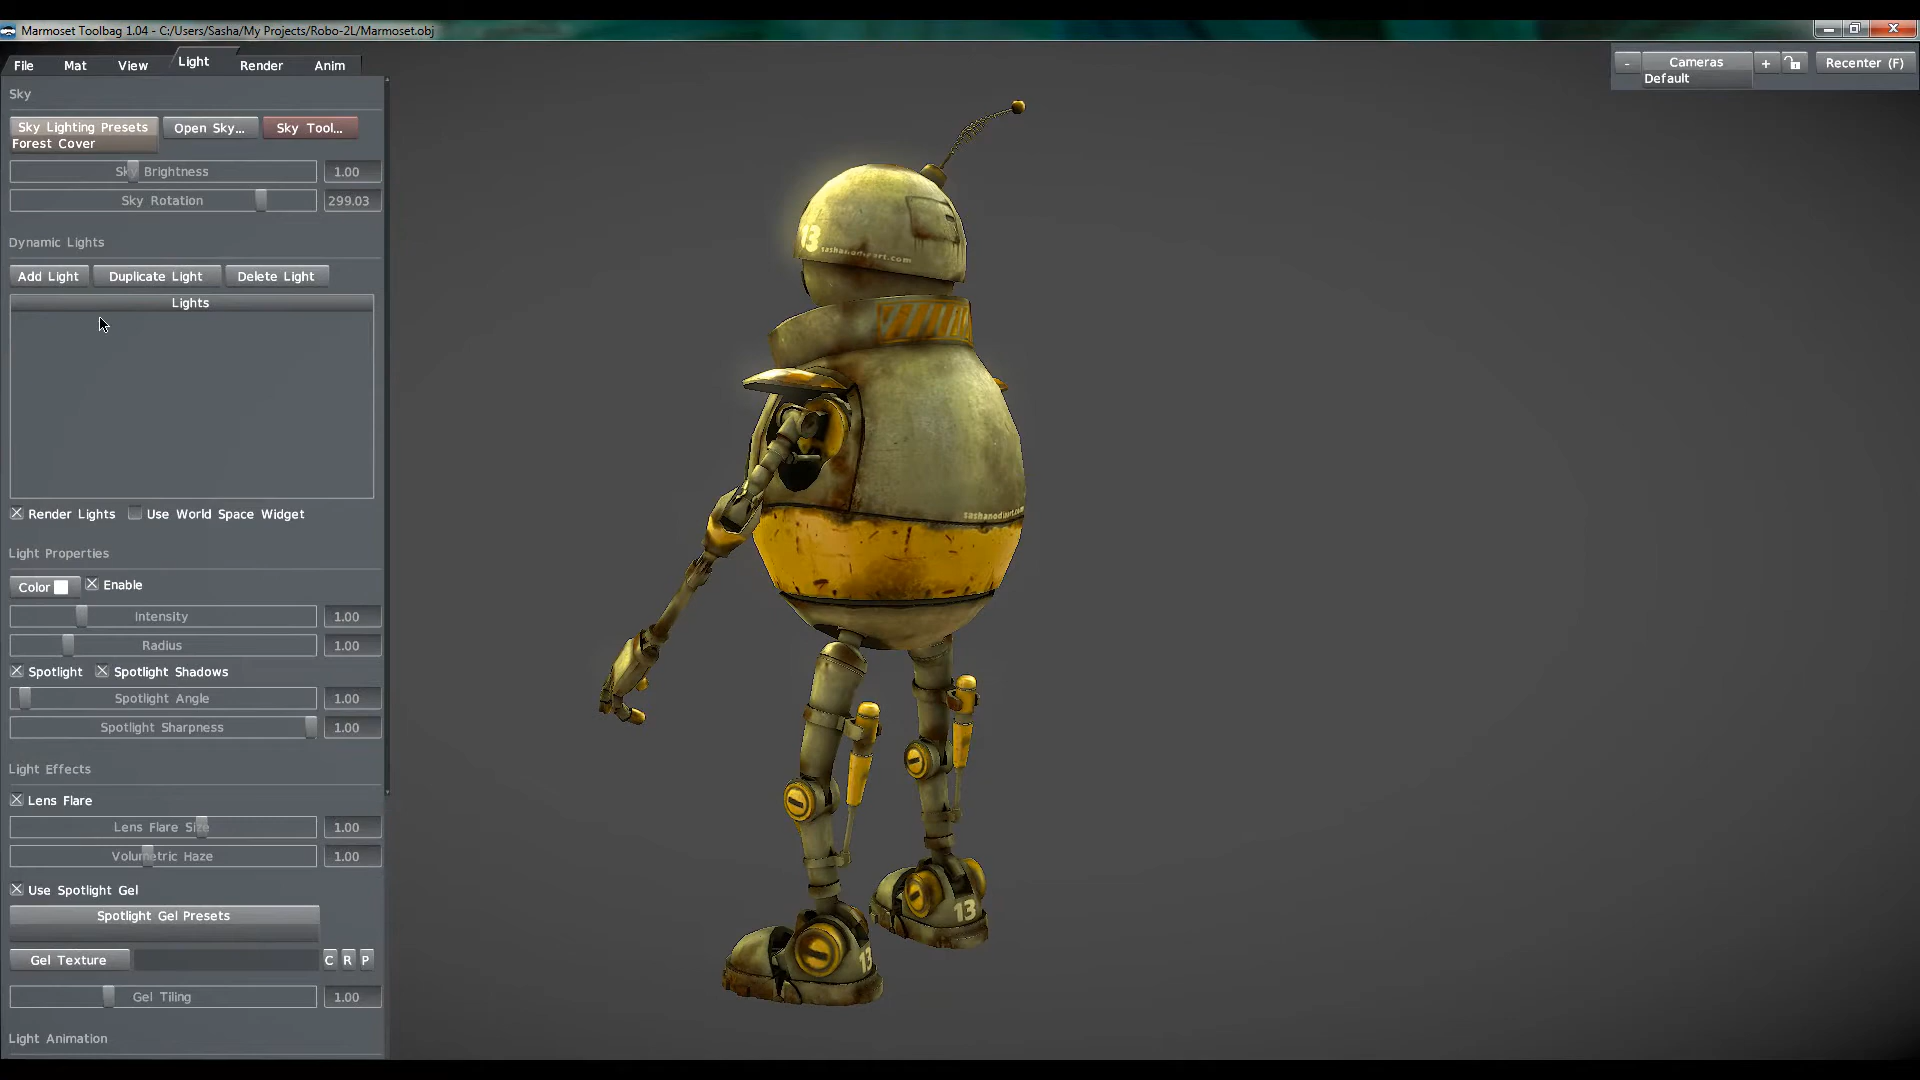 Marmoset Toolbag 1.04 - C:/Users/Sasha/My Projects/Robo-2L/Marmoset.obj
File Mat View Light Render Anim
- Cameras + Recenter (F)
Default
Sky
Sky Lighting Presets Open Sky... Sky Tool...
Forest Cover
Sky Brightness 1.00
Sky Rotation 299.03
Dynamic Lights
Add Light Duplicate Light Delete Light
Lights
Render Lights Use World Space Widget
Light Properties
Color Enable
Intensity 1.00
Radius 1.00
Spotlight Spotlight Shadows
Spotlight Angle 1.00
Spotlight Sharpness 1.00
Light Effects
Lens Flare
Lens Flare Size 1.00
Volumetric Haze 1.00
Use Spotlight Gel
Spotlight Gel Presets
Gel Texture C R P
Gel Tiling 1.00
Light Animation
13
sashanodinart.com
sashanodinart.com
13
13